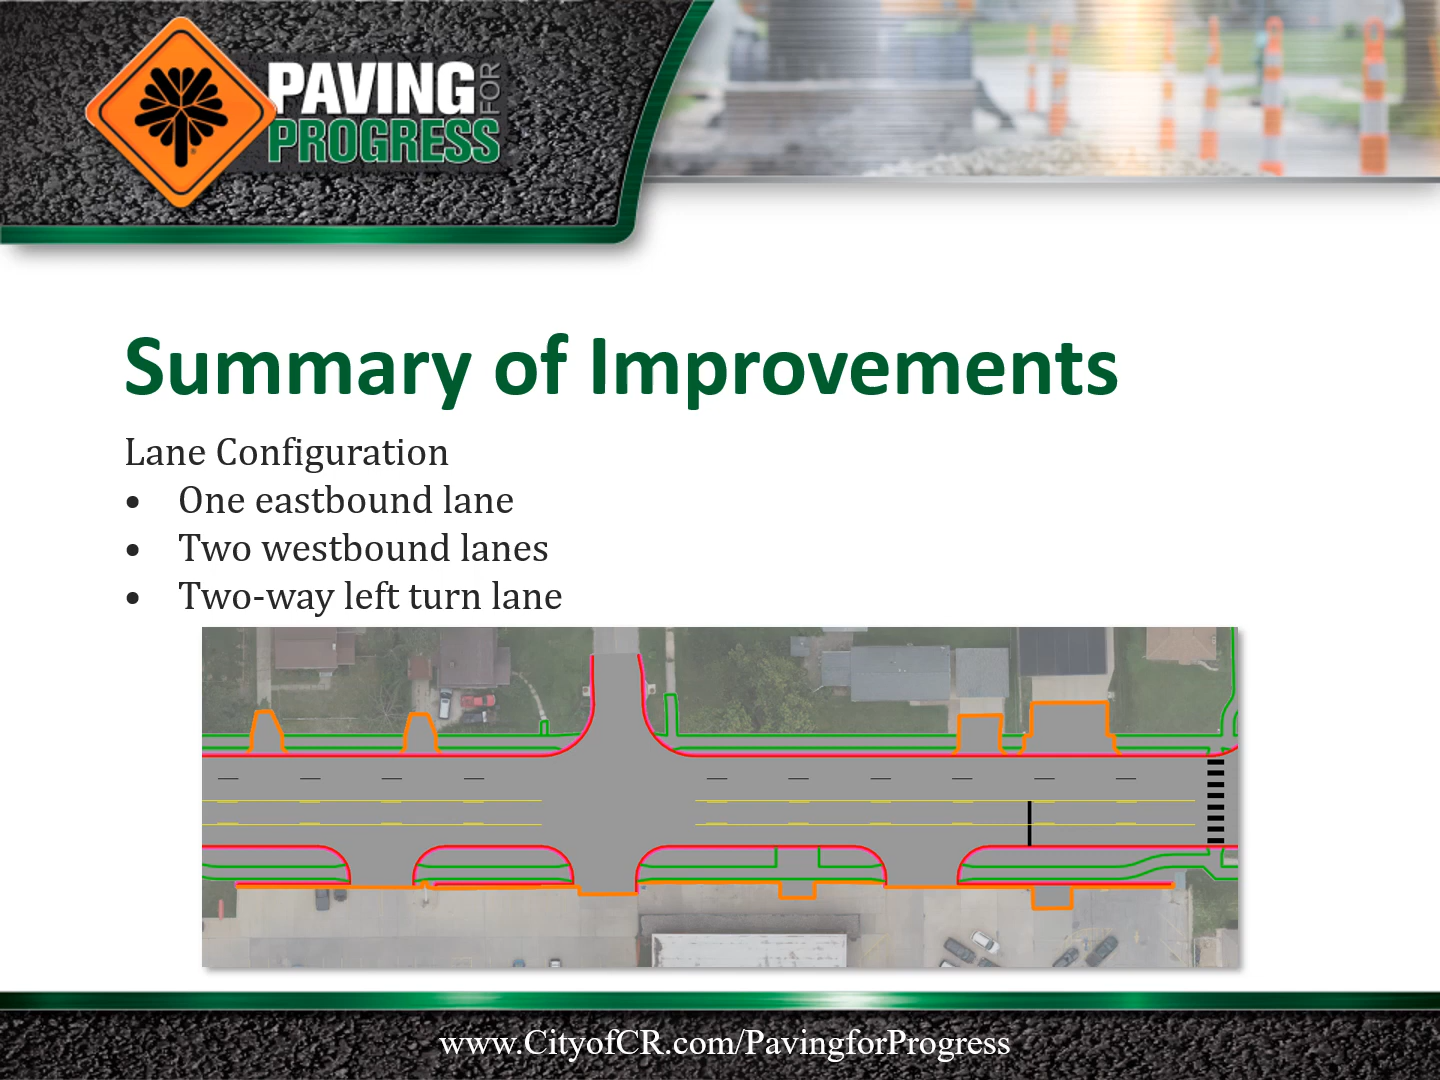 PAVING FOR
PROGRESS
Summary of Improvements
Lane Configuration
• One eastbound lane
• Two westbound lanes
• Two-way left turn lane
www.CityofCR.com/PavingforProgress